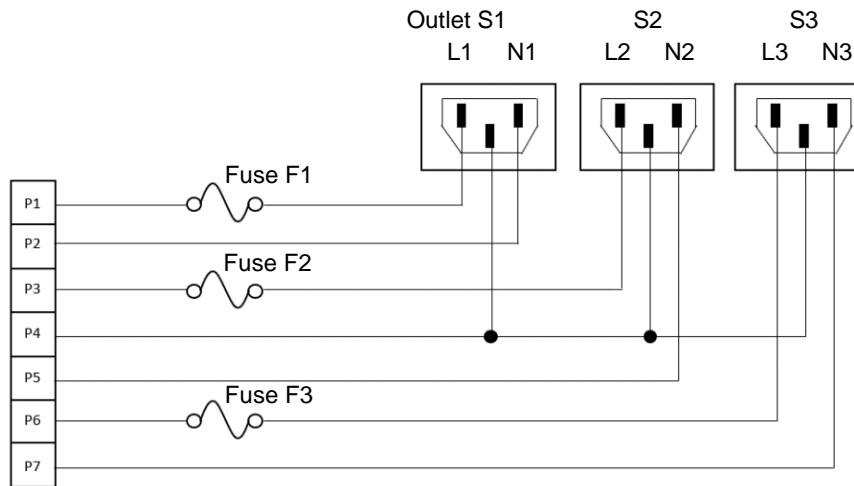 Outlet S1 S2 S3
L1 N1 L2 N2 L3 N3
Fuse F1
P1
P2
Fuse F2
P3
P4
P5
Fuse F3
P6
P7